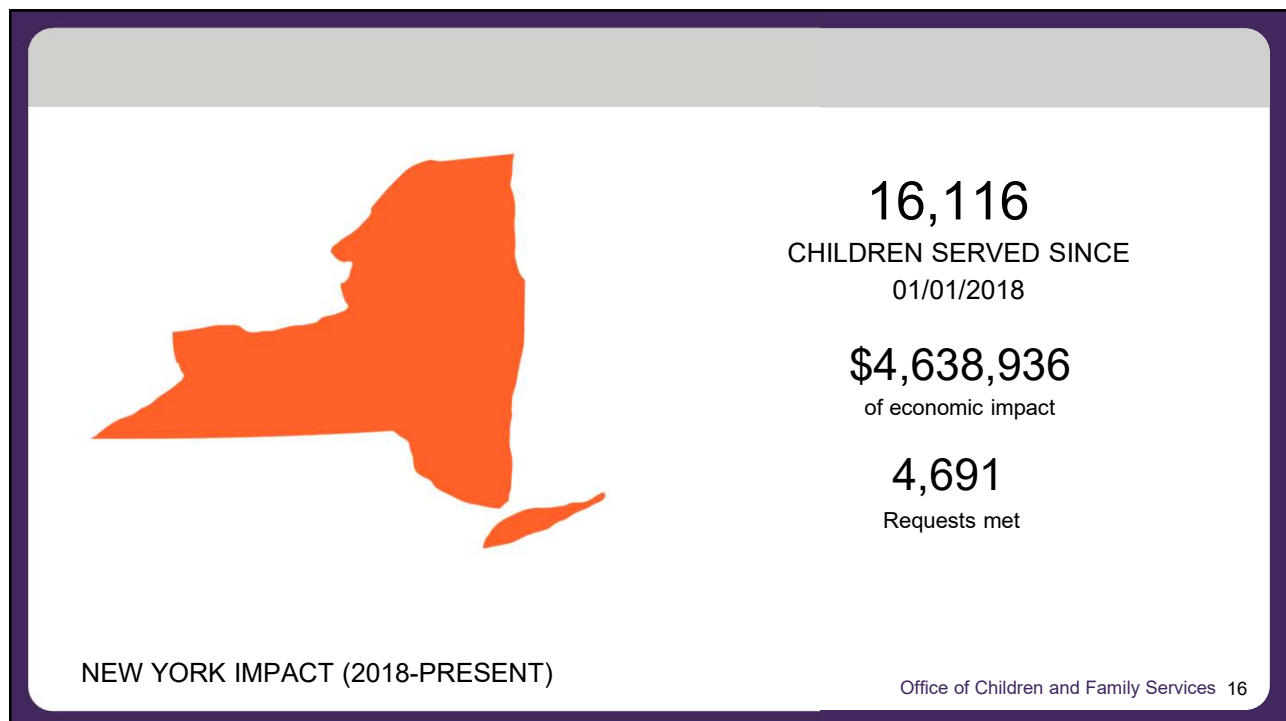 16,116
CHILDREN SERVED SINCE
01/01/2018
$4,638,936
of economic impact
4,691
Requests met
NEW YORK IMPACT (2018-PRESENT)
Office of Children and Family Services 16